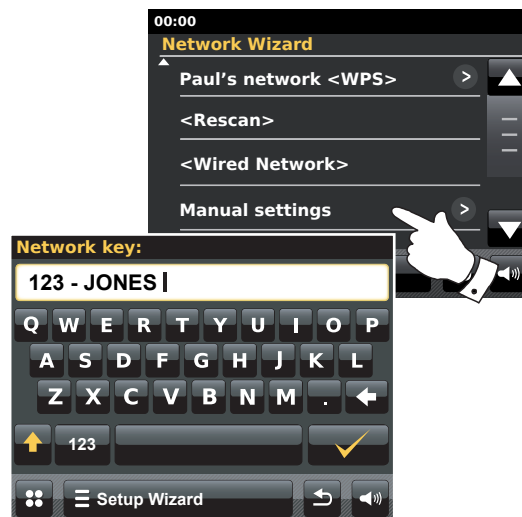 00:00
Network Wizard
Paul's network <WPS>
>
<Rescan>
<Wired Network>
Manual settings
>
Network key:
123 - JONES
Q W E R T Y U I O P
A S D F G H J K L
Z X C V B N M .
123
Setup Wizard